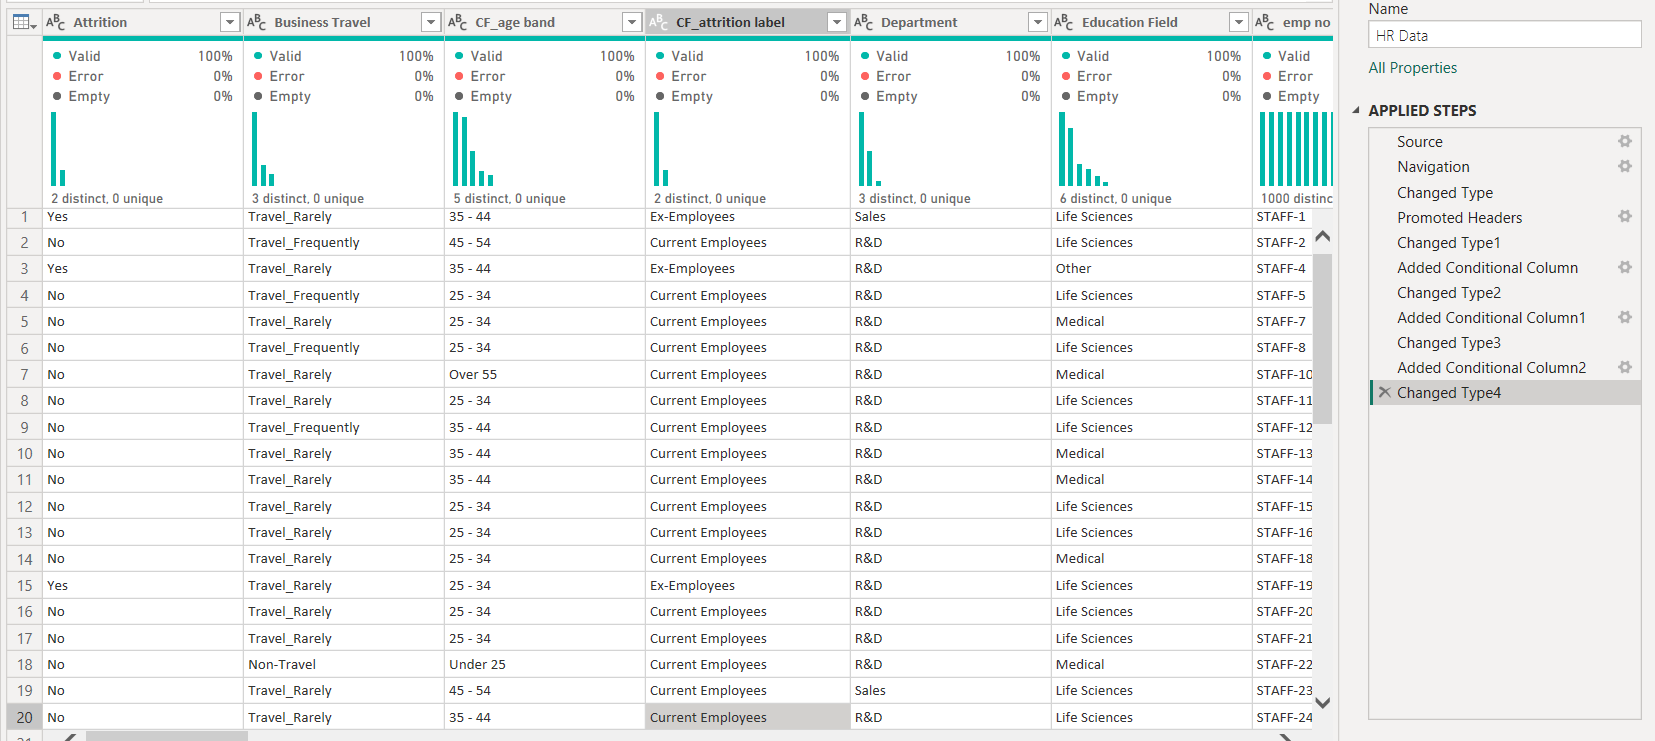 Attrition Business Travel CF_age band CF_attrition label Department Education Field emp no
Valid 100% Valid 100% Valid 100% Valid 100% Valid 100% Valid 100% Valid
Error 0% Error 0% Error 0% Error 0% Error 0% Error 0% Error
Empty 0% Empty 0% Empty 0% Empty 0% Empty 0% Empty 0% Empty
2 distinct, 0 unique 3 distinct, 0 unique 5 distinct, 0 unique 2 distinct, 0 unique 3 distinct, 0 unique 6 distinct, 0 unique 1000 distinc
1 Yes Travel_Rarely 35 - 44 Ex-Employees Sales Life Sciences STAFF-1
2 No Travel_Frequently 45 - 54 Current Employees R&D Life Sciences STAFF-2
3 Yes Travel_Rarely 35 - 44 Ex-Employees R&D Other STAFF-4
4 No Travel_Frequently 25 - 34 Current Employees R&D Life Sciences STAFF-5
5 No Travel_Rarely 25 - 34 Current Employees R&D Medical STAFF-7
6 No Travel_Frequently 25 - 34 Current Employees R&D Life Sciences STAFF-8
7 No Travel_Rarely Over 55 Current Employees R&D Medical STAFF-10
8 No Travel_Rarely 25 - 34 Current Employees R&D Life Sciences STAFF-11
9 No Travel_Frequently 35 - 44 Current Employees R&D Life Sciences STAFF-12
10 No Travel_Rarely 35 - 44 Current Employees R&D Medical STAFF-13
11 No Travel_Rarely 35 - 44 Current Employees R&D Medical STAFF-14
12 No Travel_Rarely 25 - 34 Current Employees R&D Life Sciences STAFF-15
13 No Travel_Rarely 25 - 34 Current Employees R&D Life Sciences STAFF-16
14 No Travel_Rarely 25 - 34 Current Employees R&D Medical STAFF-18
15 Yes Travel_Rarely 25 - 34 Ex-Employees R&D Life Sciences STAFF-19
16 No Travel_Rarely 25 - 34 Current Employees R&D Life Sciences STAFF-20
17 No Travel_Rarely 25 - 34 Current Employees R&D Life Sciences STAFF-21
18 No Non-Travel Under 25 Current Employees R&D Medical STAFF-22
19 No Travel_Rarely 45 - 54 Current Employees Sales Life Sciences STAFF-23
20 No Travel_Rarely 35 - 44 Current Employees R&D Life Sciences STAFF-24
Name
HR Data
All Properties
APPLIED STEPS
Source
Navigation
Changed Type
Promoted Headers
Changed Type1
Added Conditional Column
Changed Type2
Added Conditional Column1
Changed Type3
Added Conditional Column2
Changed Type4